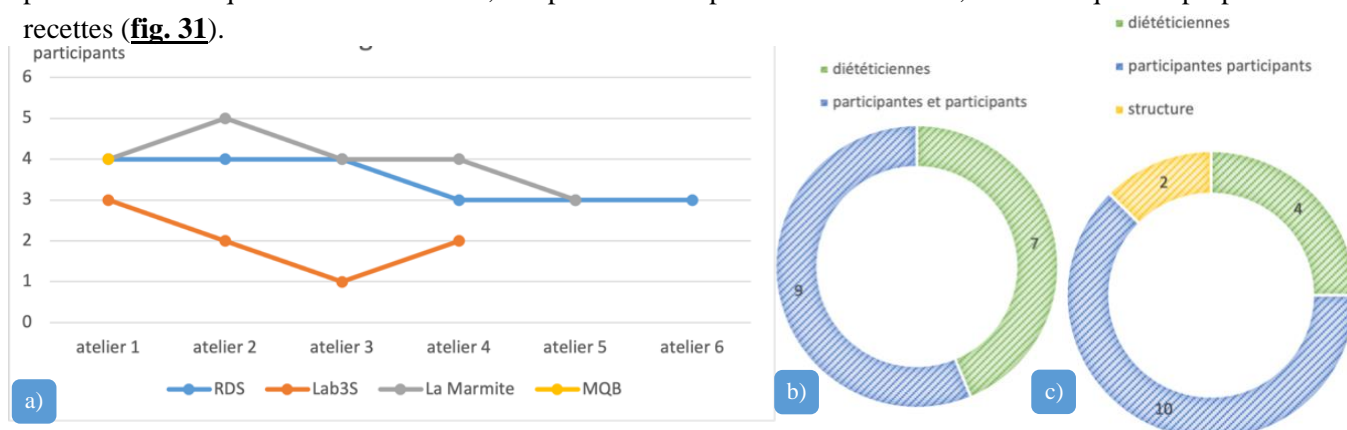 recettes (fig. 31).
participants
6
5
4
3
2
1
0
atelier 1 atelier 2 atelier 3 atelier 4 atelier 5 atelier 6
RDS Lab3S La Marmite MQB
a)
diététiciennes
participantes et participants
7
9
b)
diététiciennes
participantes participants
structure
2
4
10
c)